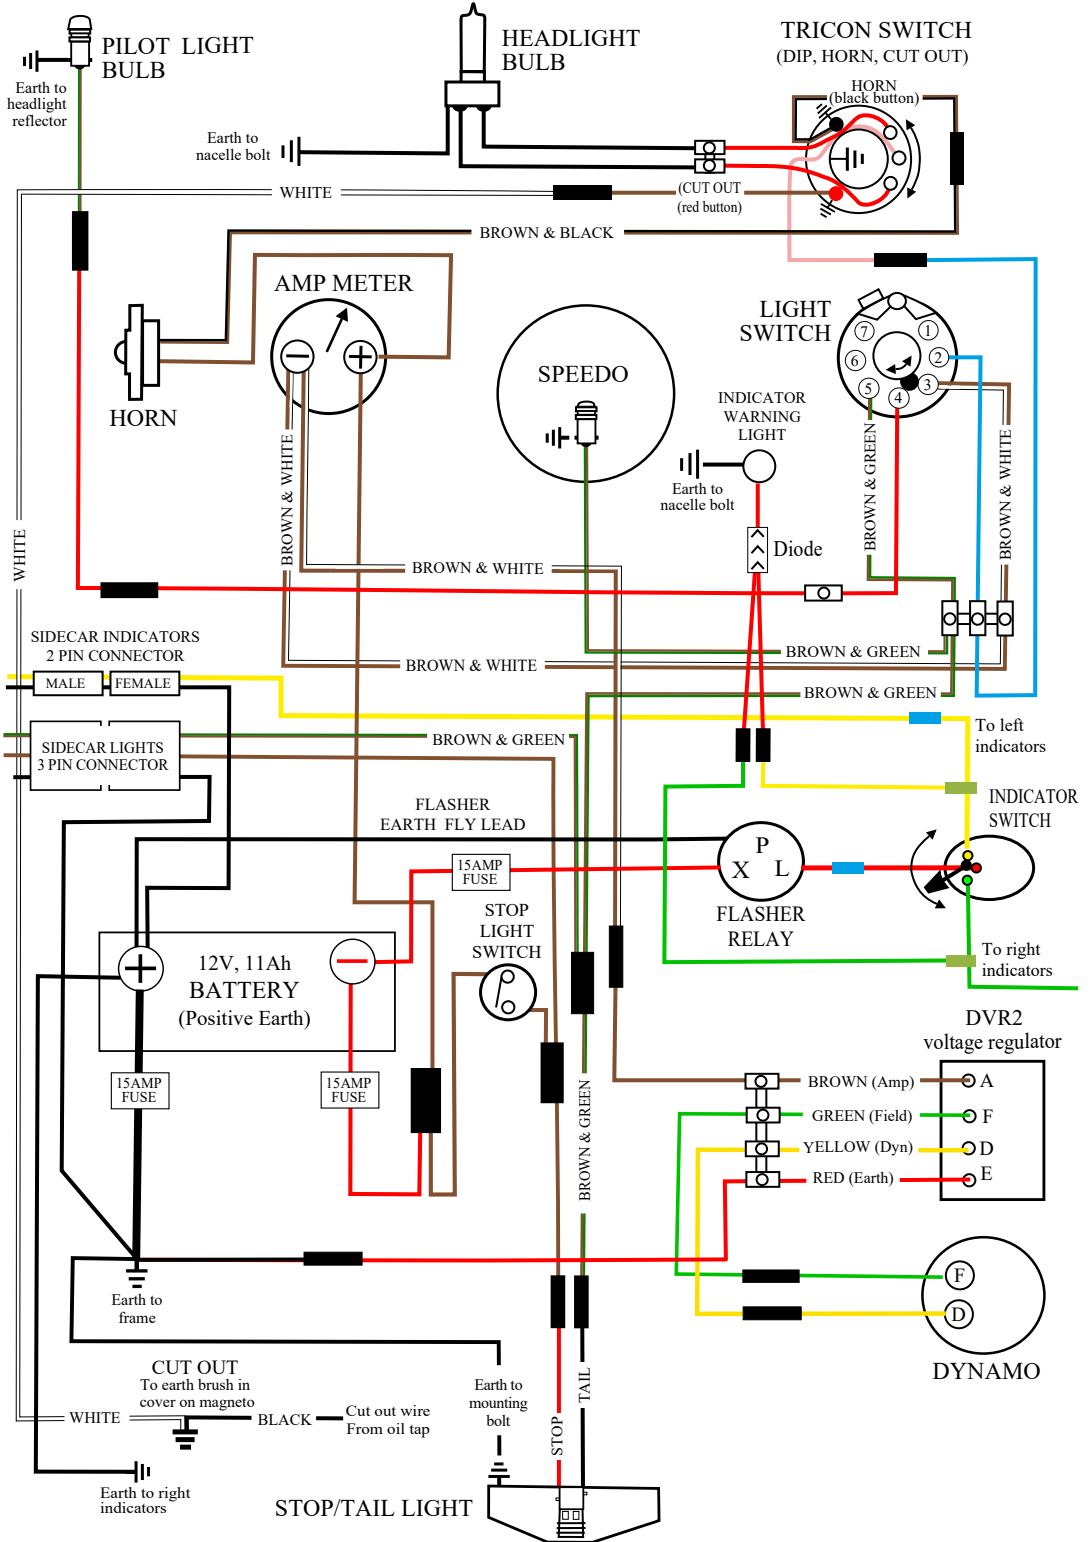 PILOT LIGHT
BULB
Earth to
headlight
reflector
HEADLIGHT
BULB
Earth to
nacelle bolt
TRICON SWITCH
(DIP, HORN, CUT OUT)
HORN
(black button)
(CUT OUT
(red button)
WHITE
BROWN & BLACK
AMP METER
HORN
SPEEDO
LIGHT
SWITCH
1
2
3
4
5
6
7
INDICATOR
WARNING
LIGHT
Earth to
nacelle bolt
Diode
BROWN & WHITE
BROWN & GREEN
BROWN & WHITE
WHITE
BROWN & WHITE
BROWN & GREEN
BROWN & WHITE
BROWN & GREEN
SIDECAR INDICATORS
2 PIN CONNECTOR
MALE
FEMALE
SIDECAR LIGHTS
3 PIN CONNECTOR
BROWN & GREEN
To left
indicators
INDICATOR
SWITCH
FLASHER
EARTH FLY LEAD
15AMP
FUSE
P
X
L
FLASHER
RELAY
STOP
LIGHT
SWITCH
12V, 11Ah
BATTERY
(Positive Earth)
To right
indicators
15AMP
FUSE
15AMP
FUSE
DVR2
voltage regulator
BROWN (Amp)
A
GREEN (Field)
F
YELLOW (Dyn)
D
RED (Earth)
E
BROWN & GREEN
Earth to
frame
F
D
DYNAMO
CUT OUT
To earth brush in
cover on magneto
WHITE
BLACK
Cut out wire
From oil tap
Earth to
mounting
bolt
STOP
TAIL
Earth to right
indicators
STOP/TAIL LIGHT